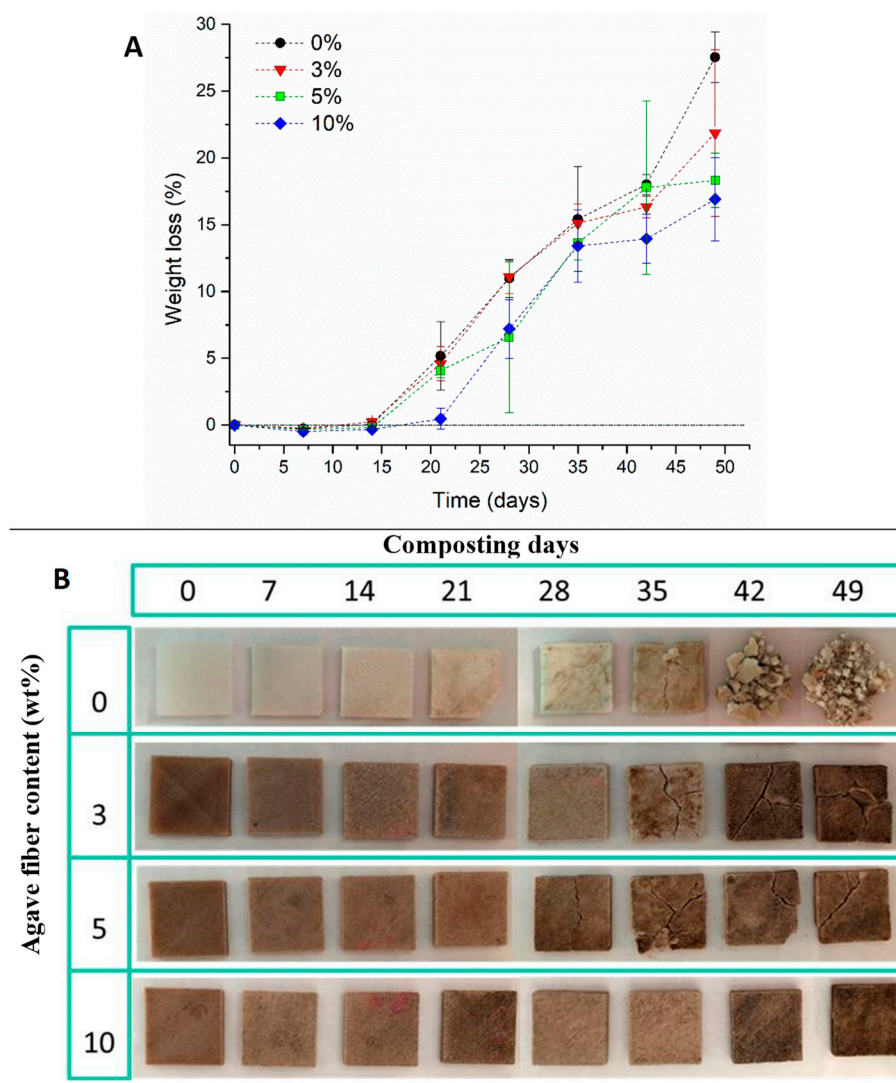 A
30
25
20
15
10
5
0
Weight loss (%)
0%
3%
5%
10%
0 5 10 15 20 25 30 35 40 45 50
Time (days)
Composting days
B
0 7 14 21 28 35 42 49
Agave fiber content (wt%)
0
3
5
10